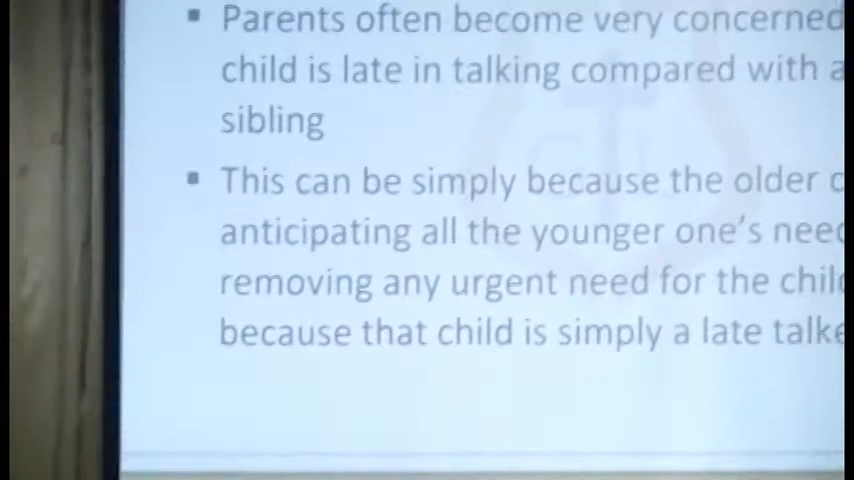 ▪ Parents often become very concerned
child is late in talking compared with a
sibling
▪ This can be simply because the older
anticipating all the younger one's
removing any urgent need for the
because that child is simply a late